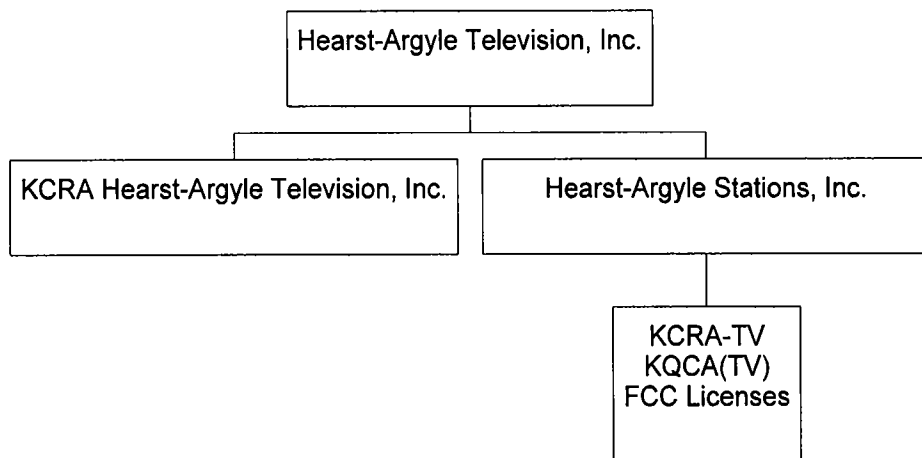 Hearst-Argyle Television, Inc.
KCRA Hearst-Argyle Television, Inc.
Hearst-Argyle Stations, Inc.
KCRA-TV
KQCA(TV)
FCC Licenses